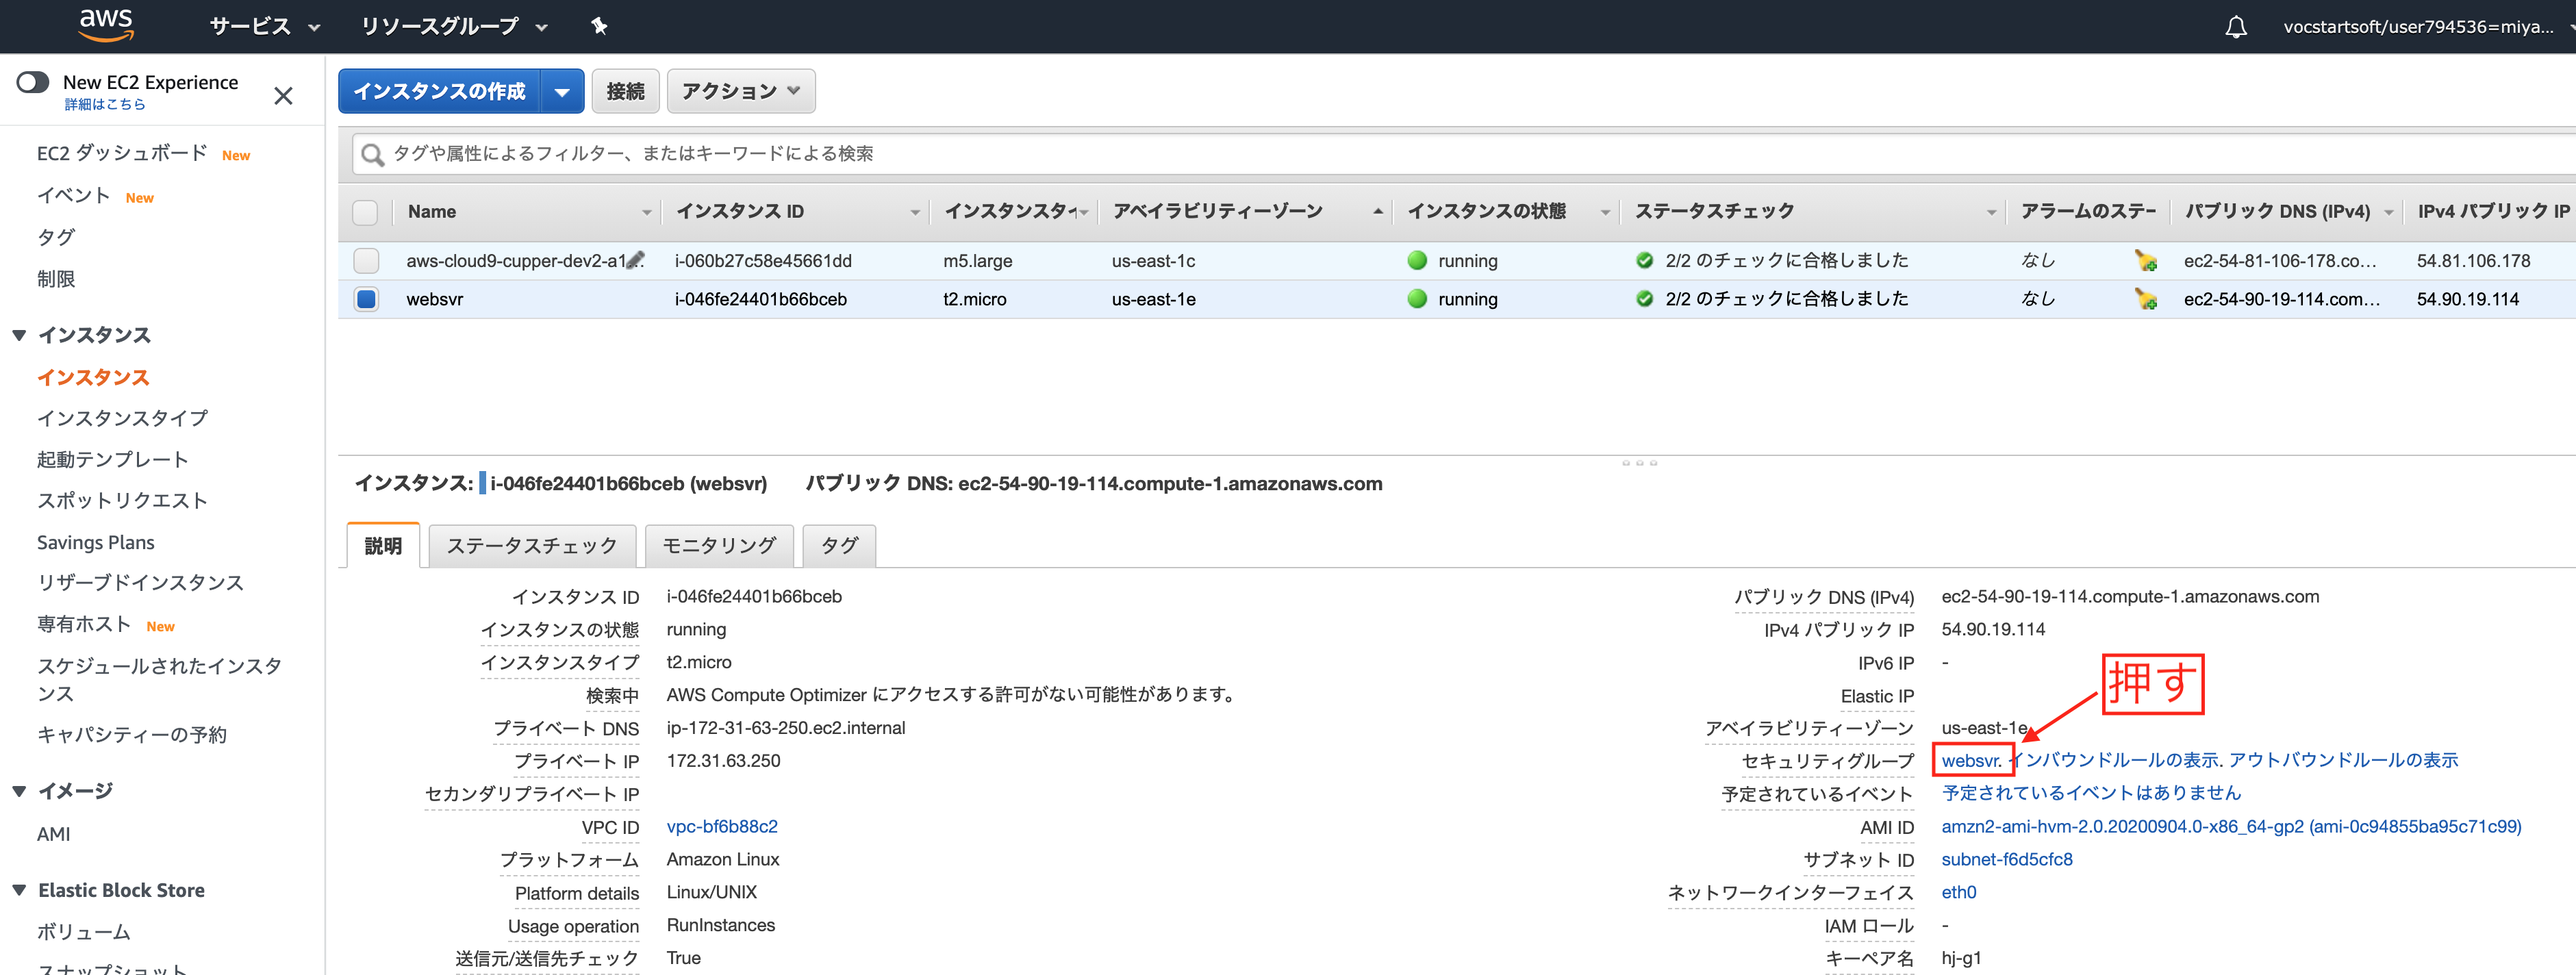 aws サービス リソースグループ vocstartsoft/user794536=miya...
New EC2 Experience
詳細はこちら
EC2 ダッシュボード New
イベント New
タグ
制限
インスタンス
インスタンス
インスタンスタイプ
起動テンプレート
スポットリクエスト
Savings Plans
リザーブドインスタンス
専有ホスト New
スケジュールされたインスタ
ンス
キャパシティーの予約
イメージ
AMI
Elastic Block Store
ボリューム
スナップショット
インスタンスの作成 接続 アクション
タグや属性によるフィルター、またはキーワードによる検索
Name インスタンス ID インスタンスタイ アベイラビリティーゾーン インスタンスの状態 ステータスチェック アラームのステー パブリック DNS (IPv4) IPv4 パブリック IP
aws-cloud9-cupper-dev2-a1... i-060b27c58e45661dd m5.large us-east-1c running 2/2 のチェックに合格しました なし ec2-54-81-106-178.co... 54.81.106.178
websvr i-046fe24401b66bceb t2.micro us-east-1e running 2/2 のチェックに合格しました なし ec2-54-90-19-114.com... 54.90.19.114
インスタンス: i-046fe24401b66bceb (websvr) パブリック DNS: ec2-54-90-19-114.compute-1.amazonaws.com
説明 ステータスチェック モニタリング タグ
インスタンス ID i-046fe24401b66bceb
インスタンスの状態 running
インスタンスタイプ t2.micro
検索中 AWS Compute Optimizer にアクセスする許可がない可能性があります。
プライベート DNS ip-172-31-63-250.ec2.internal
プライベート IP 172.31.63.250
セカンダリプライベート IP
VPC ID vpc-bf6b88c2
プラットフォーム Amazon Linux
Platform details Linux/UNIX
Usage operation RunInstances
送信元/送信先チェック True
パブリック DNS (IPv4) ec2-54-90-19-114.compute-1.amazonaws.com
IPv4 パブリック IP 54.90.19.114
IPv6 IP -
Elastic IP
押す
アベイラビリティーゾーン us-east-1e
セキュリティグループ websvr. インバウンドルールの表示. アウトバウンドルールの表示
予定されているイベント 予定されているイベントはありません
AMI ID amzn2-ami-hvm-2.0.20200904.0-x86_64-gp2 (ami-0c94855ba95c71c99)
サブネット ID subnet-f6d5cfc8
ネットワークインターフェイス eth0
IAM ロール -
キーペア名 hj-g1